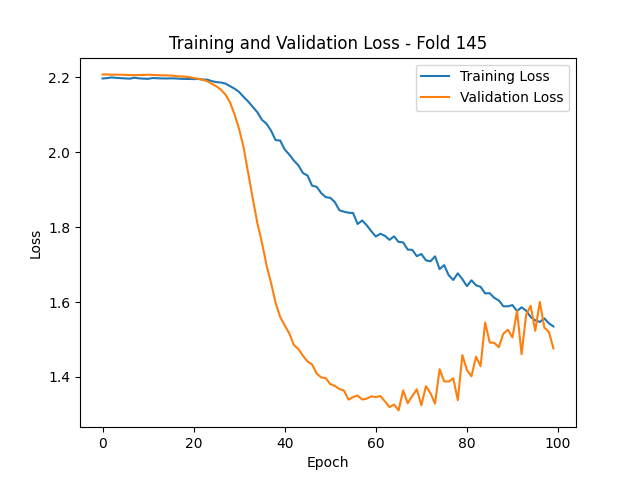 Training and Validation Loss - Fold 145
Training Loss
Validation Loss
Loss
2.2
2.0
1.8
1.6
1.4
0 20 40 60 80 100
Epoch